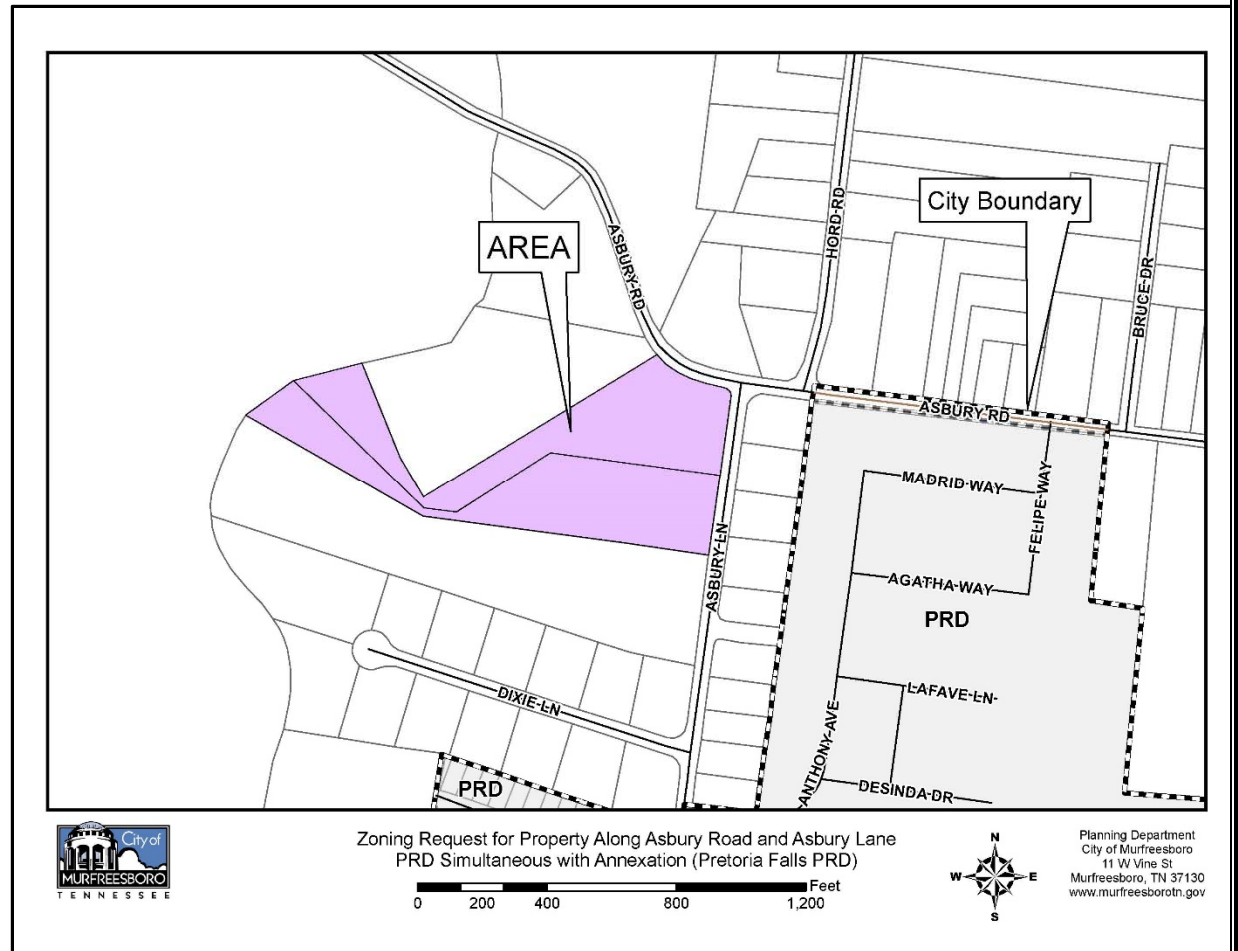 City Boundary
AREA
ASBURY RD
HORD RD
BRUCE DR
ASBURY RD
MADRID WAY
FELIPE WAY
AGATHA WAY
PRD
ASBURY LN
LAFAVE LN
DIXIE LN
ANTHONY AVE
DESINDA DR
PRD
City of
MURFREESBORO
TENNESSEE
Zoning Request for Property Along Asbury Road and Asbury Lane
PRD Simultaneous with Annexation (Pretoria Falls PRD)
Feet
0 200 400 800 1,200
N
W E
S
Planning Department
City of Murfreesboro
11 W Vine St
Murfreesboro, TN 37130
www.murfreesborotn.gov